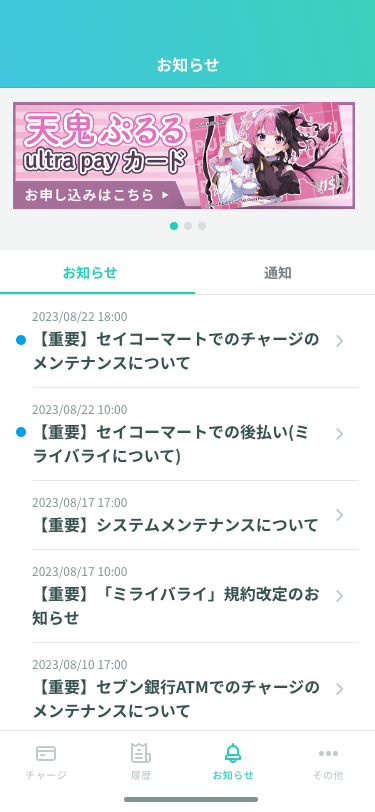 お知らせ
天鬼ぷるる
ultra pay カード
お申し込みはこちら
お知らせ
通知
2023/08/22 18:00
【重要】セイコーマートでのチャージの
メンテナンスについて
2023/08/22 10:00
【重要】セイコーマートでの後払い(ミ
ライバライについて)
2023/08/17 17:00
【重要】システムメンテナンスについて
2023/08/17 10:00
【重要】「ミライバライ」規約改定のお
知らせ
2023/08/10 17:00
【重要】セブン銀行ATMでのチャージの
メンテナンスについて
チャージ
履歴
お知らせ
その他